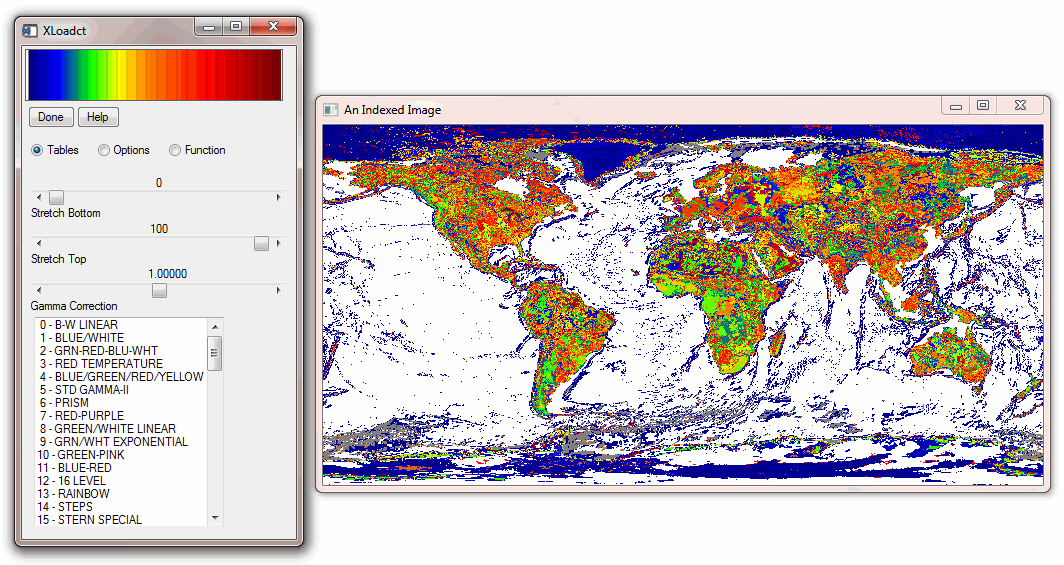 XLoadct
Done Help
Tables Options Function
0
Stretch Bottom
100
Stretch Top
1.00000
Gamma Correction
0 - B-W LINEAR
1 - BLUE/WHITE
2 - GRN-RED-BLU-WHT
3 - RED TEMPERATURE
4 - BLUE/GREEN/RED/YELLOW
5 - STD GAMMA-II
6 - PRISM
7 - RED-PURPLE
8 - GREEN/WHITE LINEAR
9 - GRN/WHT EXPONENTIAL
10 - GREEN-PINK
11 - BLUE-RED
12 - 16 LEVEL
13 - RAINBOW
14 - STEPS
15 - STERN SPECIAL
An Indexed Image